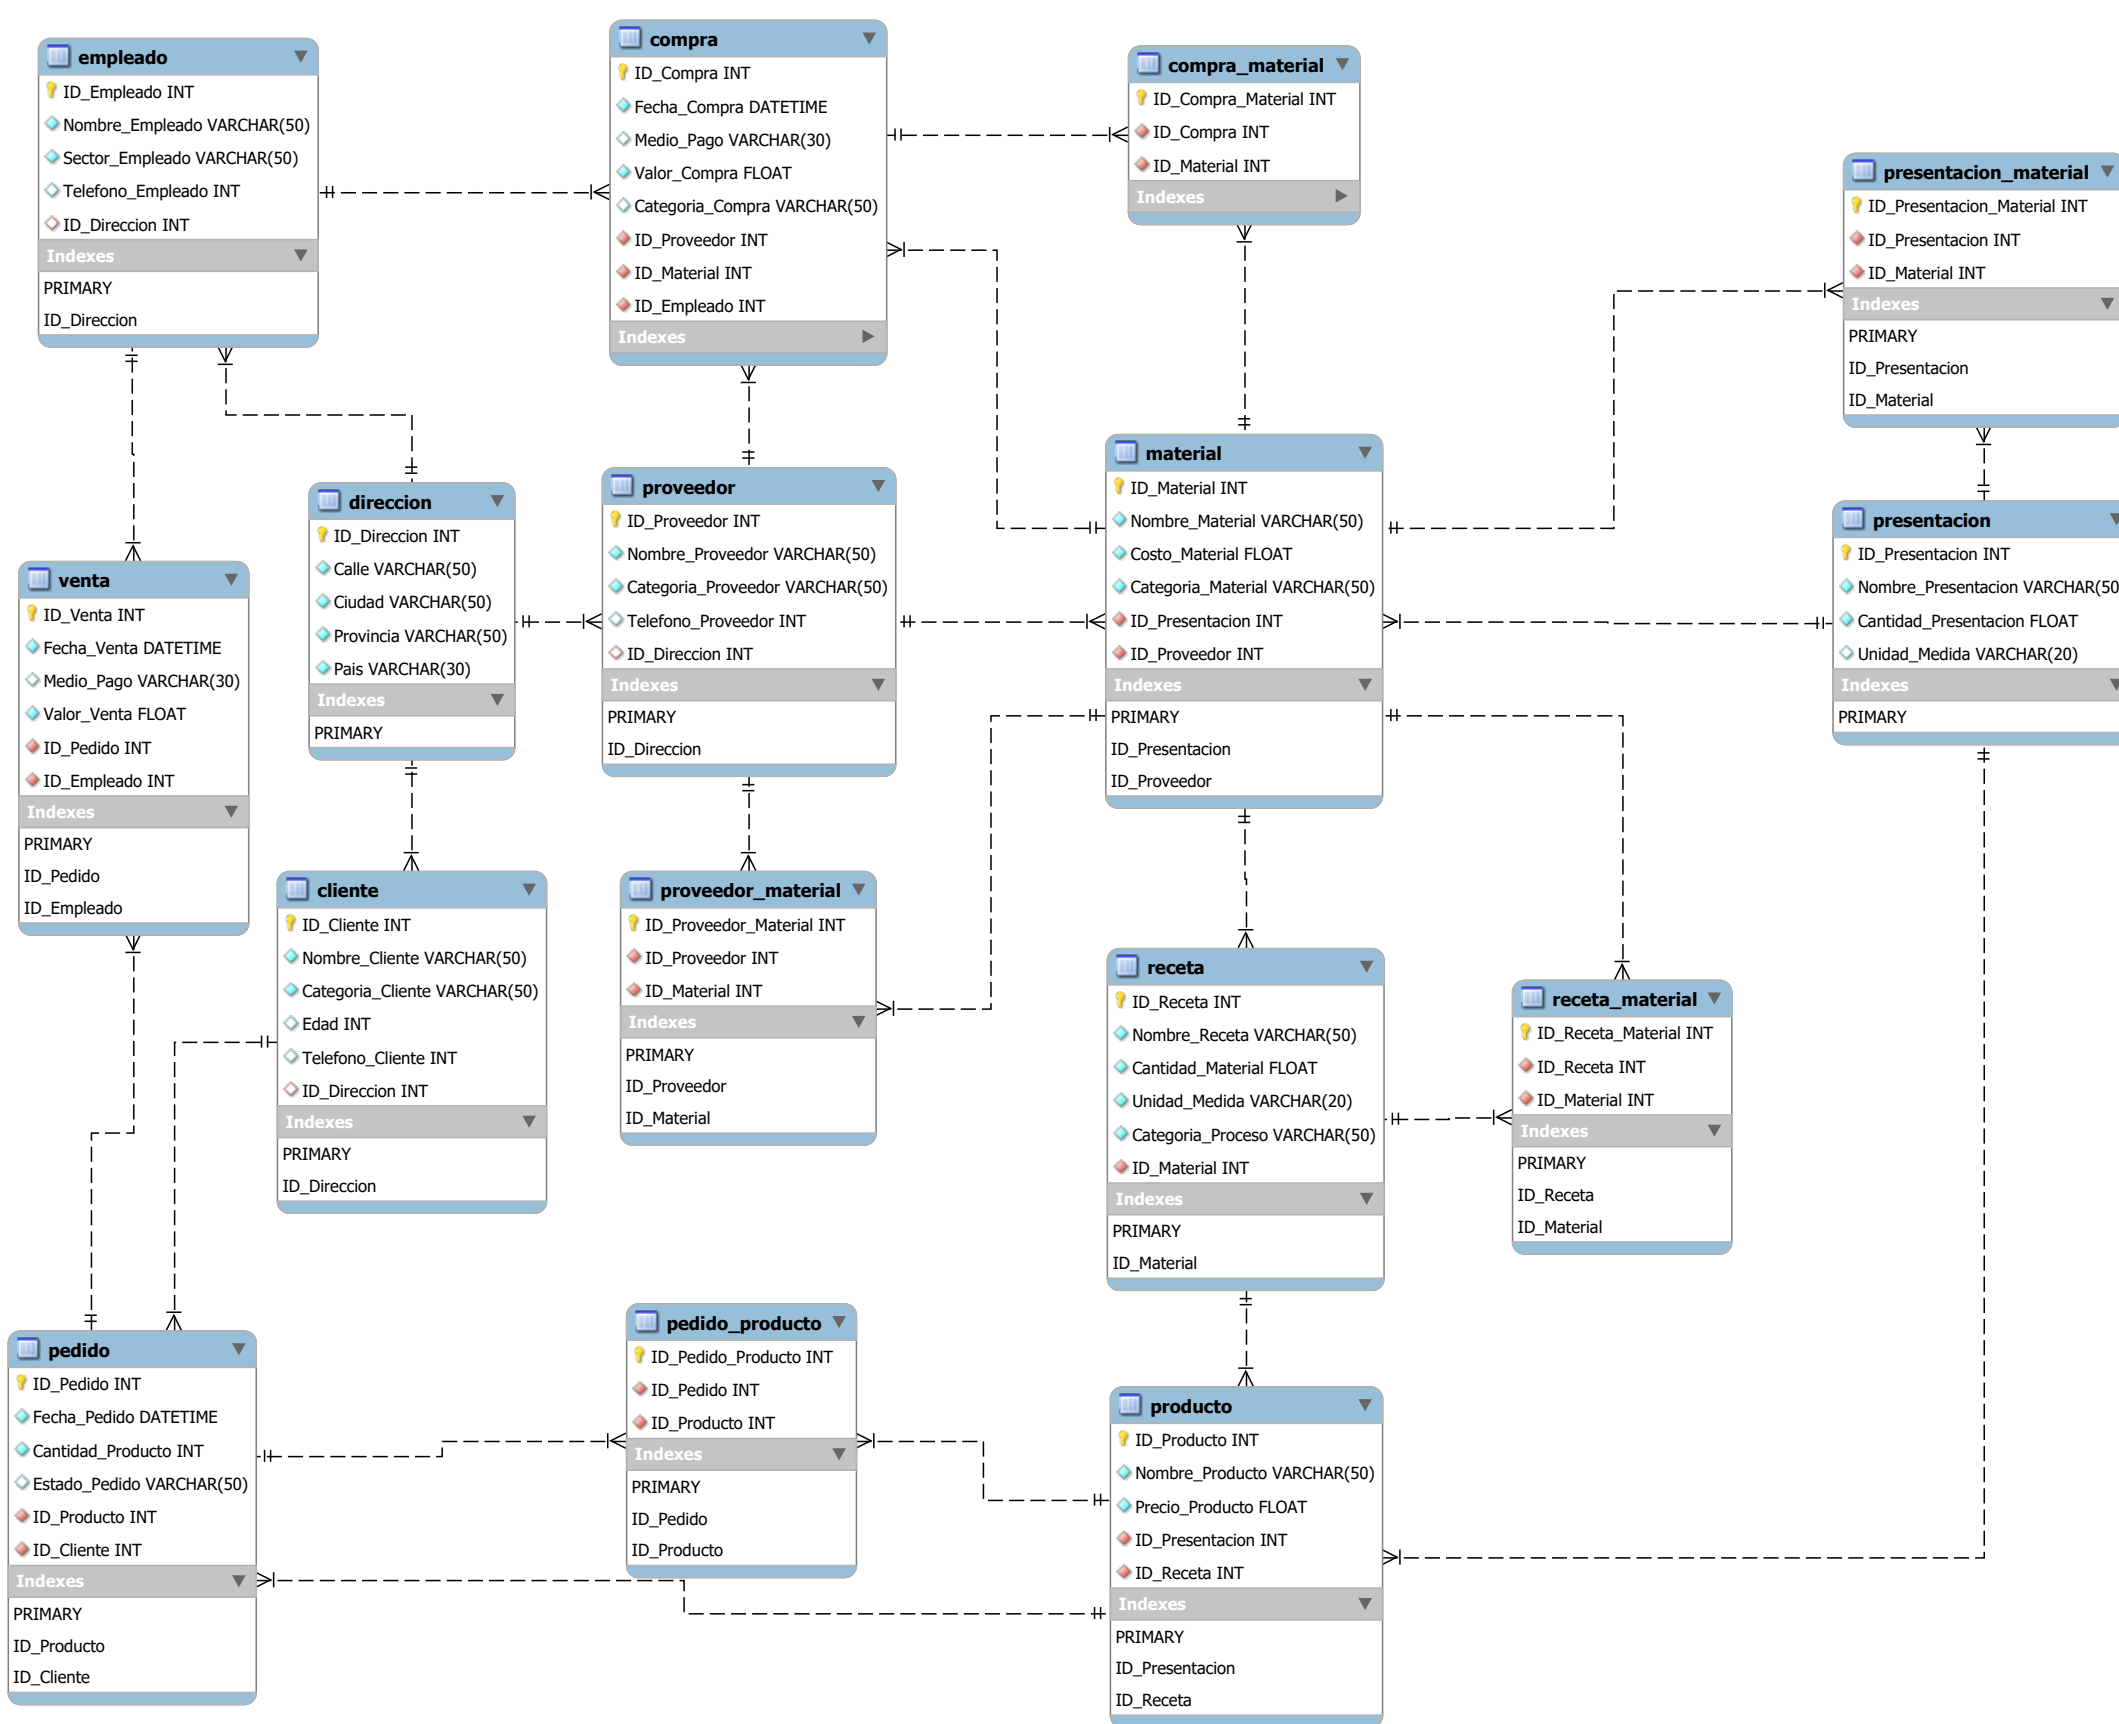 empleado
ID_Empleado INT
Nombre_Empleado VARCHAR(50)
Sector_Empleado VARCHAR(50)
Telefono_Empleado INT
ID_Direccion INT
Indexes
PRIMARY
ID_Direccion
compra
ID_Compra INT
Fecha_Compra DATETIME
Medio_Pago VARCHAR(30)
Valor_Compra FLOAT
Categoria_Compra VARCHAR(50)
ID_Proveedor INT
ID_Material INT
ID_Empleado INT
Indexes
compra_material
ID_Compra_Material INT
ID_Compra INT
ID_Material INT
Indexes
presentacion_material
ID_Presentacion_Material INT
ID_Presentacion INT
ID_Material INT
Indexes
PRIMARY
ID_Presentacion
ID_Material
direccion
ID_Direccion INT
Calle VARCHAR(50)
Ciudad VARCHAR(50)
Provincia VARCHAR(50)
Pais VARCHAR(30)
Indexes
PRIMARY
proveedor
ID_Proveedor INT
Nombre_Proveedor VARCHAR(50)
Categoria_Proveedor VARCHAR(50)
Telefono_Proveedor INT
ID_Direccion INT
Indexes
PRIMARY
ID_Direccion
material
ID_Material INT
Nombre_Material VARCHAR(50)
Costo_Material FLOAT
Categoria_Material VARCHAR(50)
ID_Presentacion INT
ID_Proveedor INT
Indexes
PRIMARY
ID_Presentacion
ID_Proveedor
presentacion
ID_Presentacion INT
Nombre_Presentacion VARCHAR(50
Cantidad_Presentacion FLOAT
Unidad_Medida VARCHAR(20)
Indexes
PRIMARY
venta
ID_Venta INT
Fecha_Venta DATETIME
Medio_Pago VARCHAR(30)
Valor_Venta FLOAT
ID_Pedido INT
ID_Empleado INT
Indexes
PRIMARY
ID_Pedido
ID_Empleado
cliente
ID_Cliente INT
Nombre_Cliente VARCHAR(50)
Categoria_Cliente VARCHAR(50)
Edad INT
Telefono_Cliente INT
ID_Direccion INT
Indexes
PRIMARY
ID_Direccion
proveedor_material
ID_Proveedor_Material INT
ID_Proveedor INT
ID_Material INT
Indexes
PRIMARY
ID_Proveedor
ID_Material
receta
ID_Receta INT
Nombre_Receta VARCHAR(50)
Cantidad_Material FLOAT
Unidad_Medida VARCHAR(20)
Categoria_Proceso VARCHAR(50)
ID_Material INT
Indexes
PRIMARY
ID_Material
receta_material
ID_Receta_Material INT
ID_Receta INT
ID_Material INT
Indexes
PRIMARY
ID_Receta
ID_Material
pedido
ID_Pedido INT
Fecha_Pedido DATETIME
Cantidad_Producto INT
Estado_Pedido VARCHAR(50)
ID_Producto INT
ID_Cliente INT
Indexes
PRIMARY
ID_Producto
ID_Cliente
pedido_producto
ID_Pedido_Producto INT
ID_Pedido INT
ID_Producto INT
Indexes
PRIMARY
ID_Pedido
ID_Producto
producto
ID_Producto INT
Nombre_Producto VARCHAR(50)
Precio_Producto FLOAT
ID_Presentacion INT
ID_Receta INT
Indexes
PRIMARY
ID_Presentacion
ID_Receta